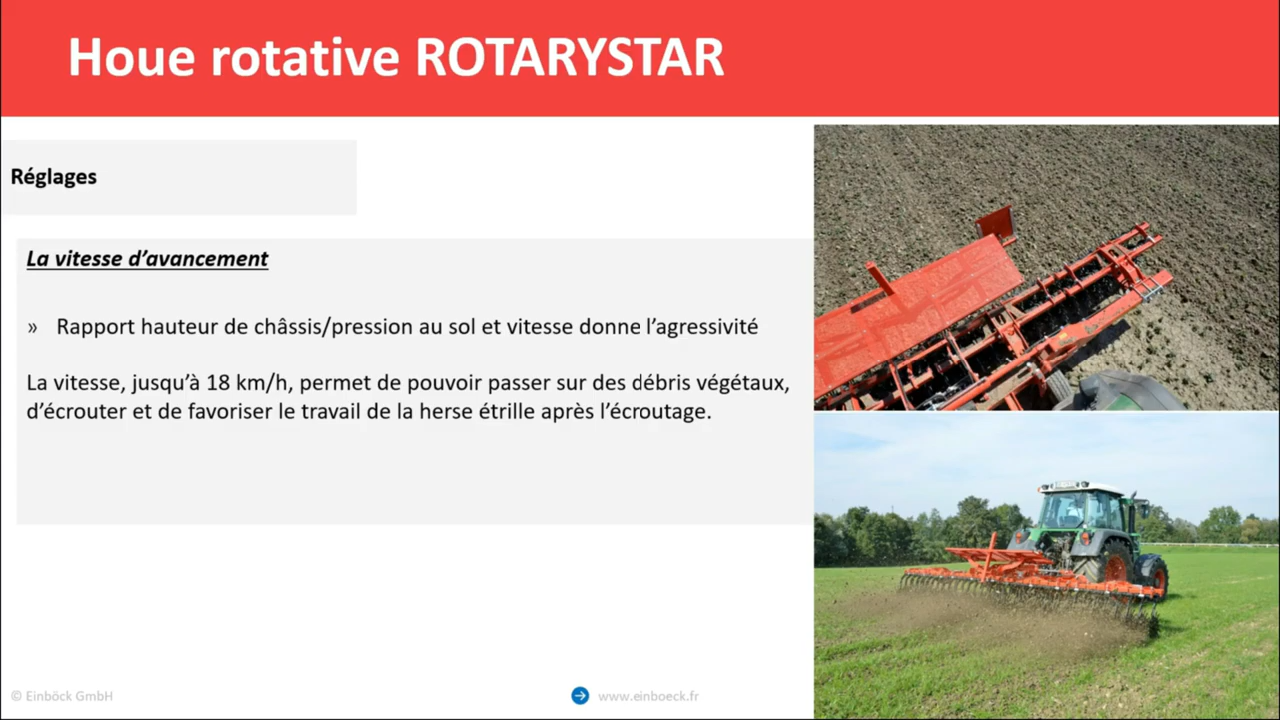 Houe rotative ROTARYSTAR
Réglages
La vitesse d’avancement
» Rapport hauteur de châssis/pression au sol et vitesse donne l’agressivité
La vitesse, jusqu’à 18 km/h, permet de pouvoir passer sur des débris végétaux,
d’écrouter et de favoriser le travail de la herse étrille après l’écroutage.
© Einböck GmbH
www.einboeck.fr